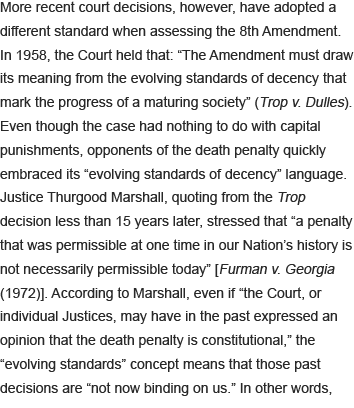 More recent court decisions, however, have adopted a
different standard when assessing the 8th Amendment.
In 1958, the Court held that: “The Amendment must draw
its meaning from the evolving standards of decency that
mark the progress of a maturing society” (Trop v. Dulles).
Even though the case had nothing to do with capital
punishments, opponents of the death penalty quickly
embraced its “evolving standards of decency” language.
Justice Thurgood Marshall, quoting from the Trop
decision less than 15 years later, stressed that “a penalty
that was permissible at one time in our Nation’s history is
not necessarily permissible today” [Furman v. Georgia
(1972)]. According to Marshall, even if “the Court, or
individual Justices, may have in the past expressed an
opinion that the death penalty is constitutional,” the
“evolving standards” concept means that those past
decisions are “not now binding on us.” In other words,